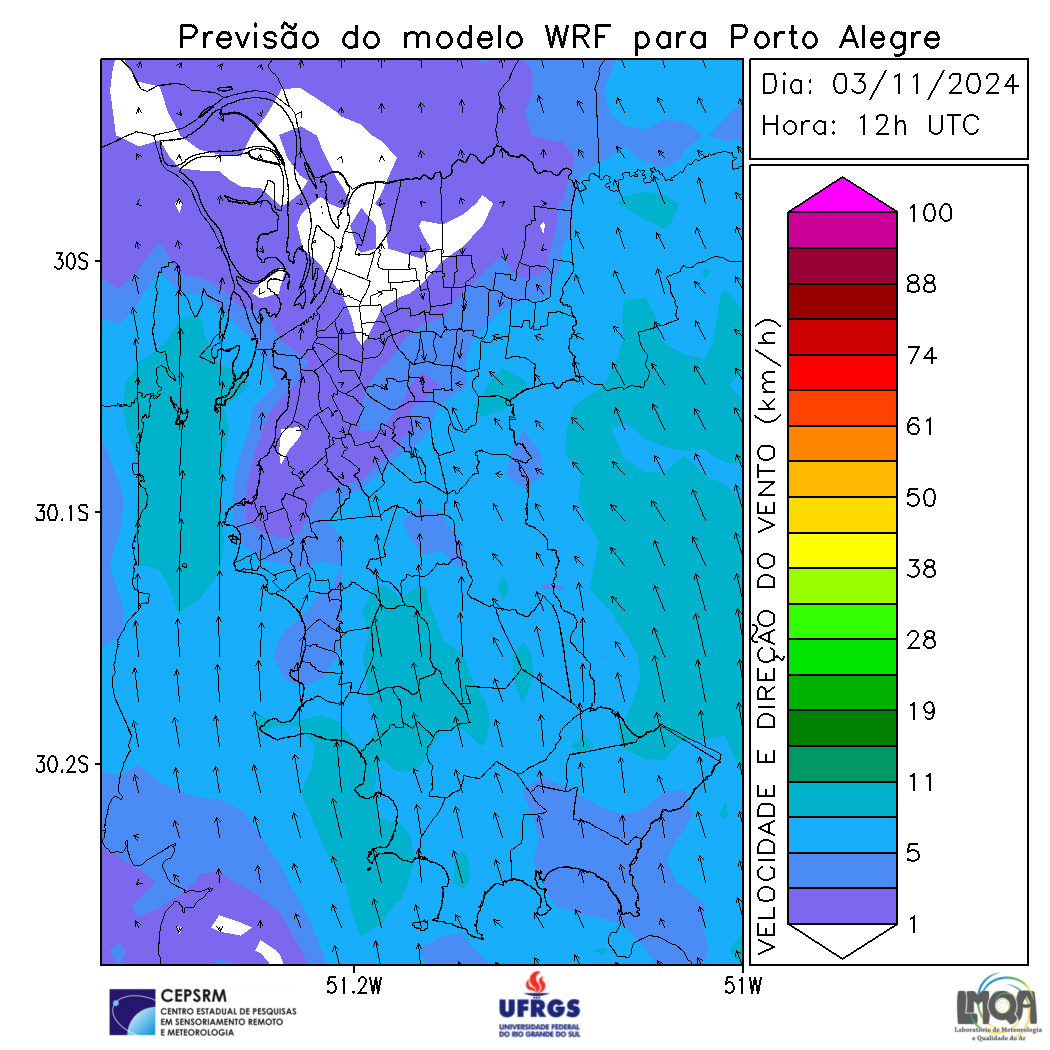 Previsão do modelo WRF para Porto Alegre
Dia: 03/11/2024
Hora: 12h UTC
30S
30.1S
30.2S
51.2W
51W
VELOCIDADE E DIREÇÃO DO VENTO (km/h)
100
88
74
61
50
38
28
19
11
5
1
CEPSRM
CENTRO ESTADUAL DE PESQUISAS
EM SENSORIAMENTO REMOTO
E METEOROLOGIA
UFRGS
UNIVERSIDADE FEDERAL
DO RIO GRANDE DO SUL
LMQA
Laboratório de Meteorologia
e Qualidade do Ar